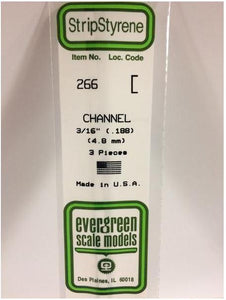 StripStyrene
Item No. Loc. Code
266 [
CHANNEL
3/16" (.188)
(4.8 mm)
3 Pieces
Made in U.S.A.
evergreen
scale models
Des Plaines, IL 60018